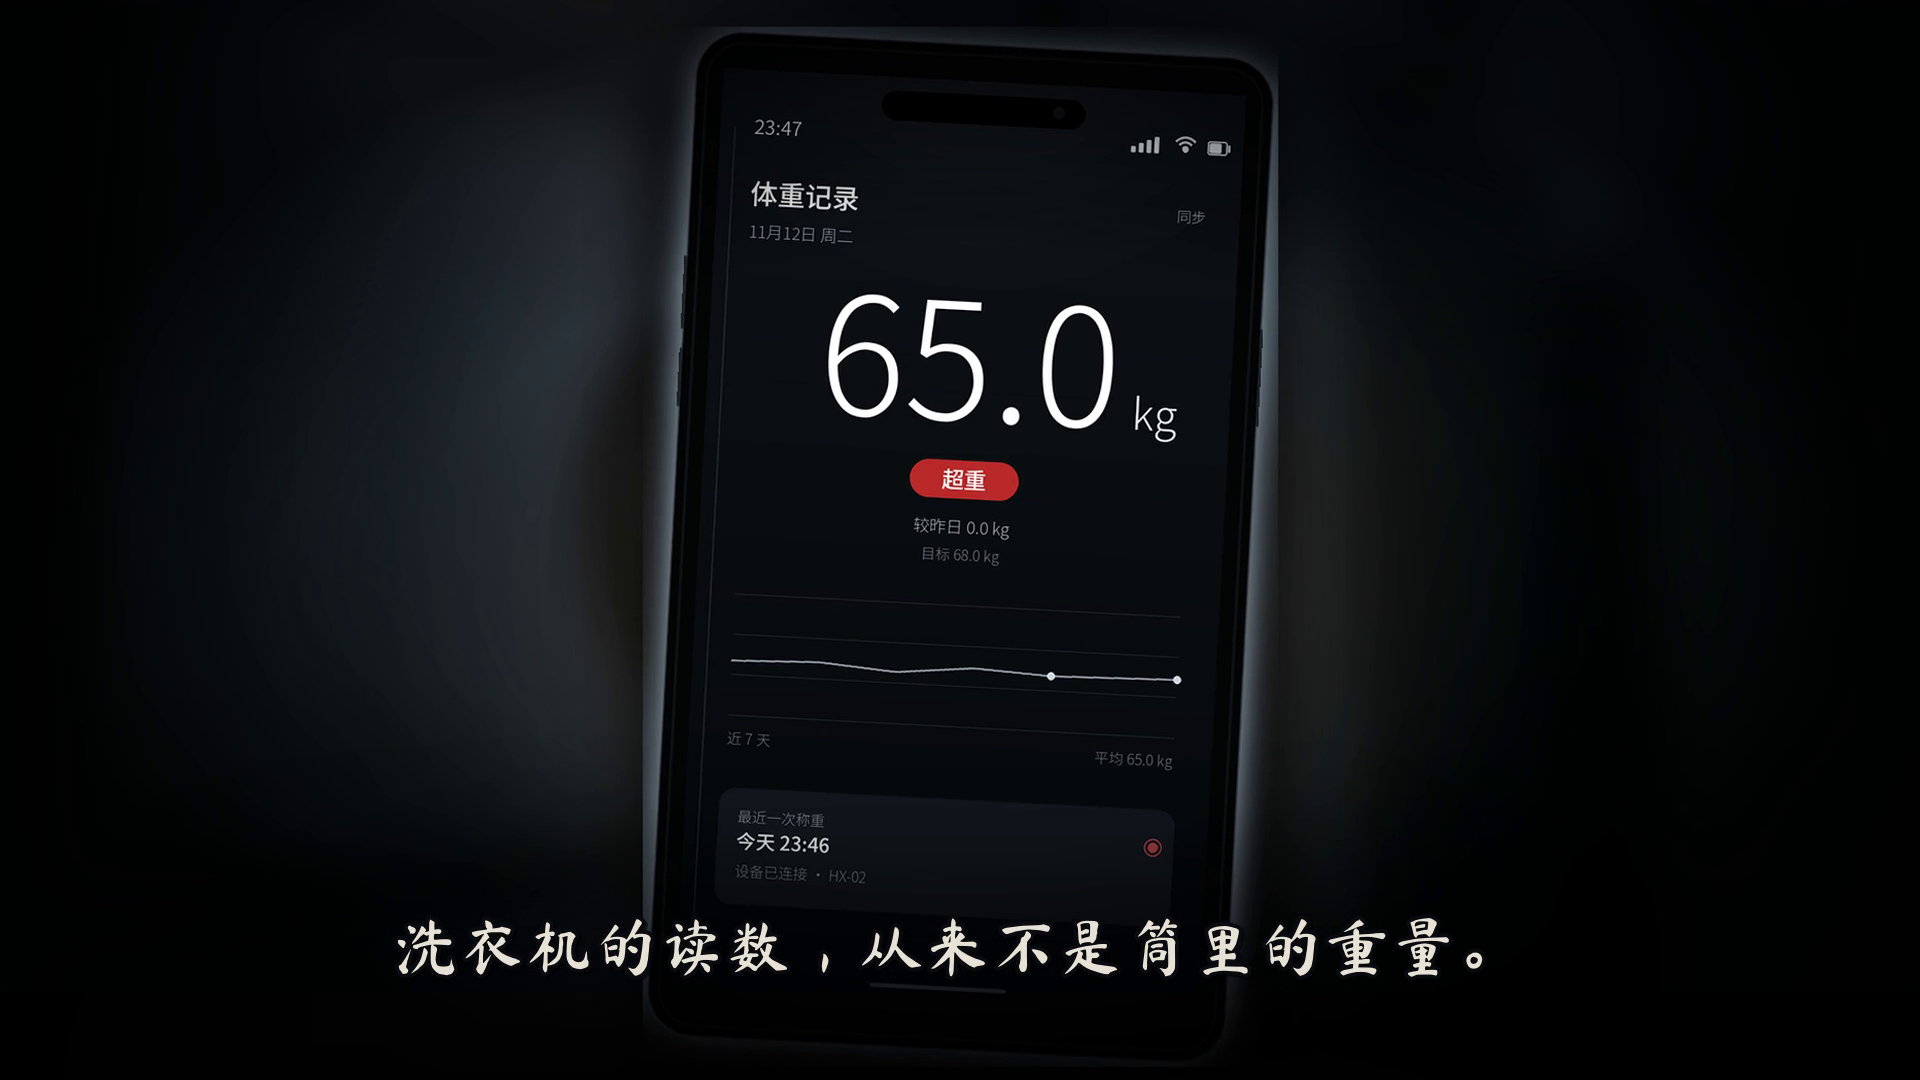 23:47
体重记录
同步
11月12日 周二
65.0 kg
超重
较昨日 0.0 kg
目标 68.0 kg
近 7 天
平均 65.0 kg
最近一次称重
今天 23:46
设备已连接 · HX-02
洗衣机的读数，从来不是筒里的重量。